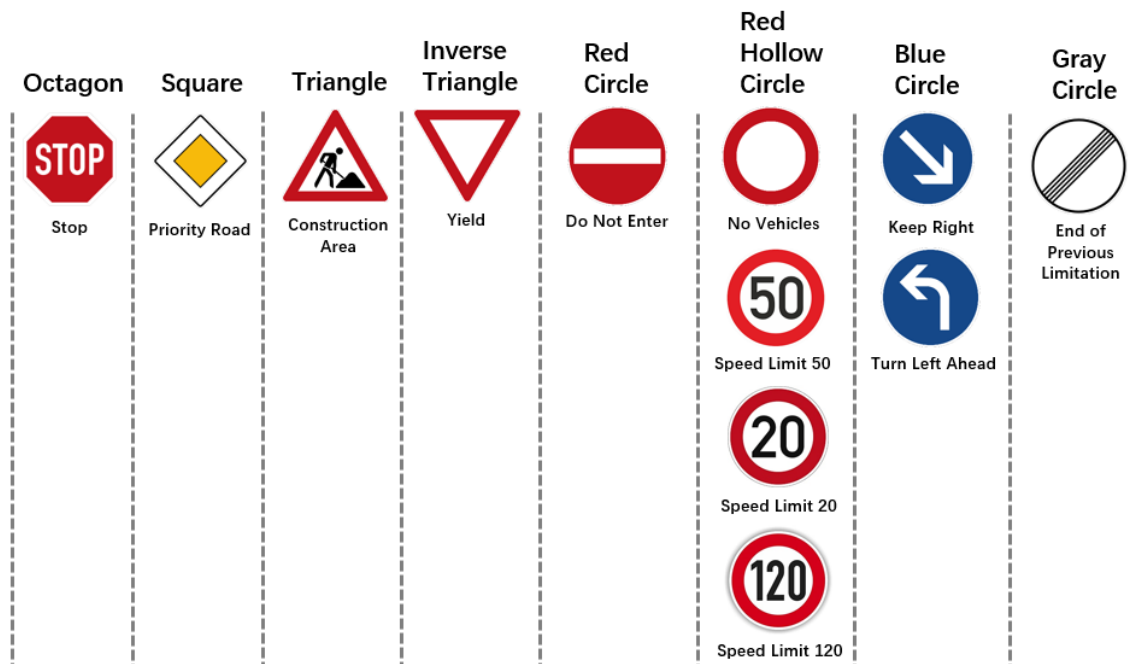 Octagon
Square
Triangle
Inverse
Triangle
Red
Circle
Red
Hollow
Circle
Blue
Circle
Gray
Circle
STOP
Stop
Priority Road
Construction
Area
Yield
Do Not Enter
No Vehicles
50
Speed Limit 50
20
Speed Limit 20
120
Speed Limit 120
Keep Right
Turn Left Ahead
End of
Previous
Limitation